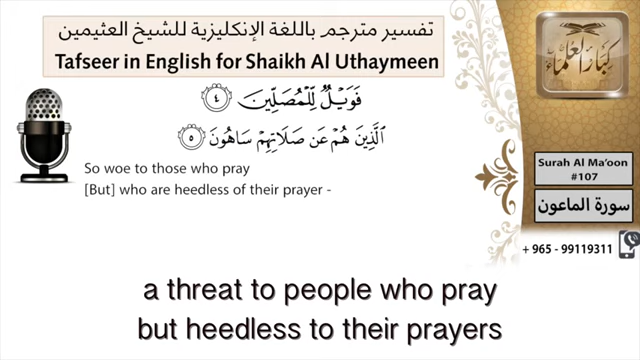 تفسير مترجم باللغة الإنكليزية للشيخ العثيمين
Tafseer in English for Shaikh Al Uthaymeen
فَوَيْلٌ لِّلْمُصَلِّينَ ٤
الَّذِينَ هُمْ عَن صَلَاتِهِمْ سَاهُونَ ٥
So woe to those who pray
[But] who are heedless of their prayer -
كبار العلماء
Surah Al Ma'oon
#107
سورة الماعون
+ 965 - 99119311
a threat to people who pray
but heedless to their prayers